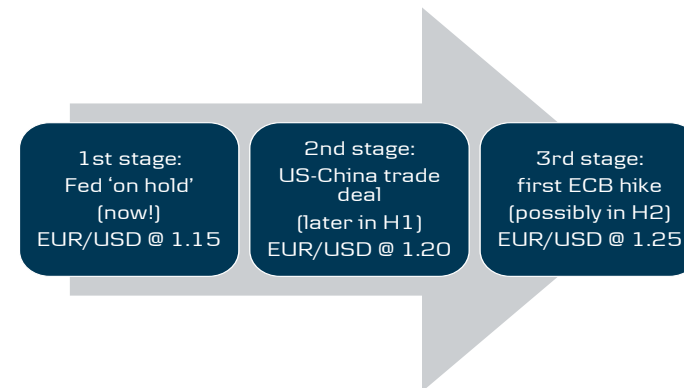 1st stage:
Fed ‘on hold’
(now!)
EUR/USD @ 1.15
2nd stage:
US-China trade
deal
(later in H1)
EUR/USD @ 1.20
3rd stage:
first ECB hike
(possibly in H2)
EUR/USD @ 1.25